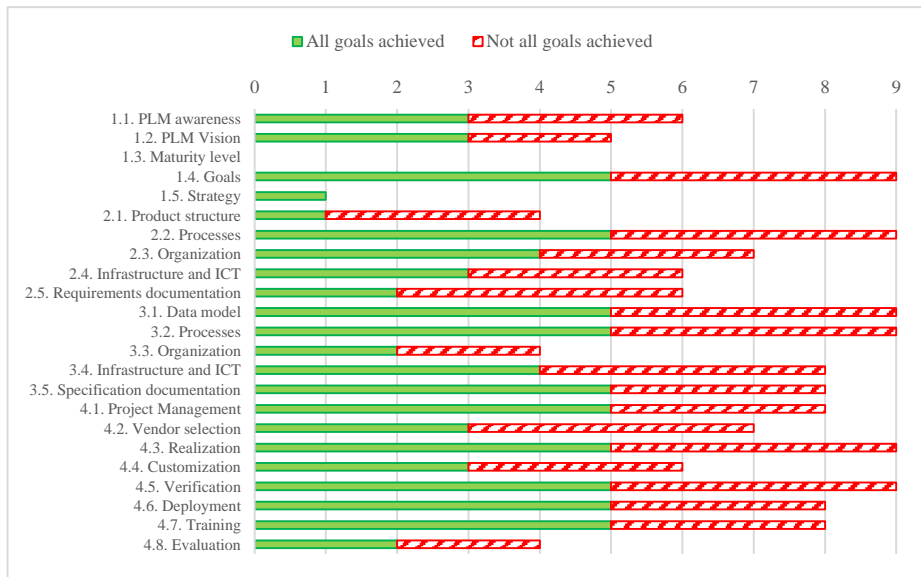 All goals achieved Not all goals achieved
0 1 2 3 4 5 6 7 8 9
1.1. PLM awareness
1.2. PLM Vision
1.3. Maturity level
1.4. Goals
1.5. Strategy
2.1. Product structure
2.2. Processes
2.3. Organization
2.4. Infrastructure and ICT
2.5. Requirements documentation
3.1. Data model
3.2. Processes
3.3. Organization
3.4. Infrastructure and ICT
3.5. Specification documentation
4.1. Project Management
4.2. Vendor selection
4.3. Realization
4.4. Customization
4.5. Verification
4.6. Deployment
4.7. Training
4.8. Evaluation